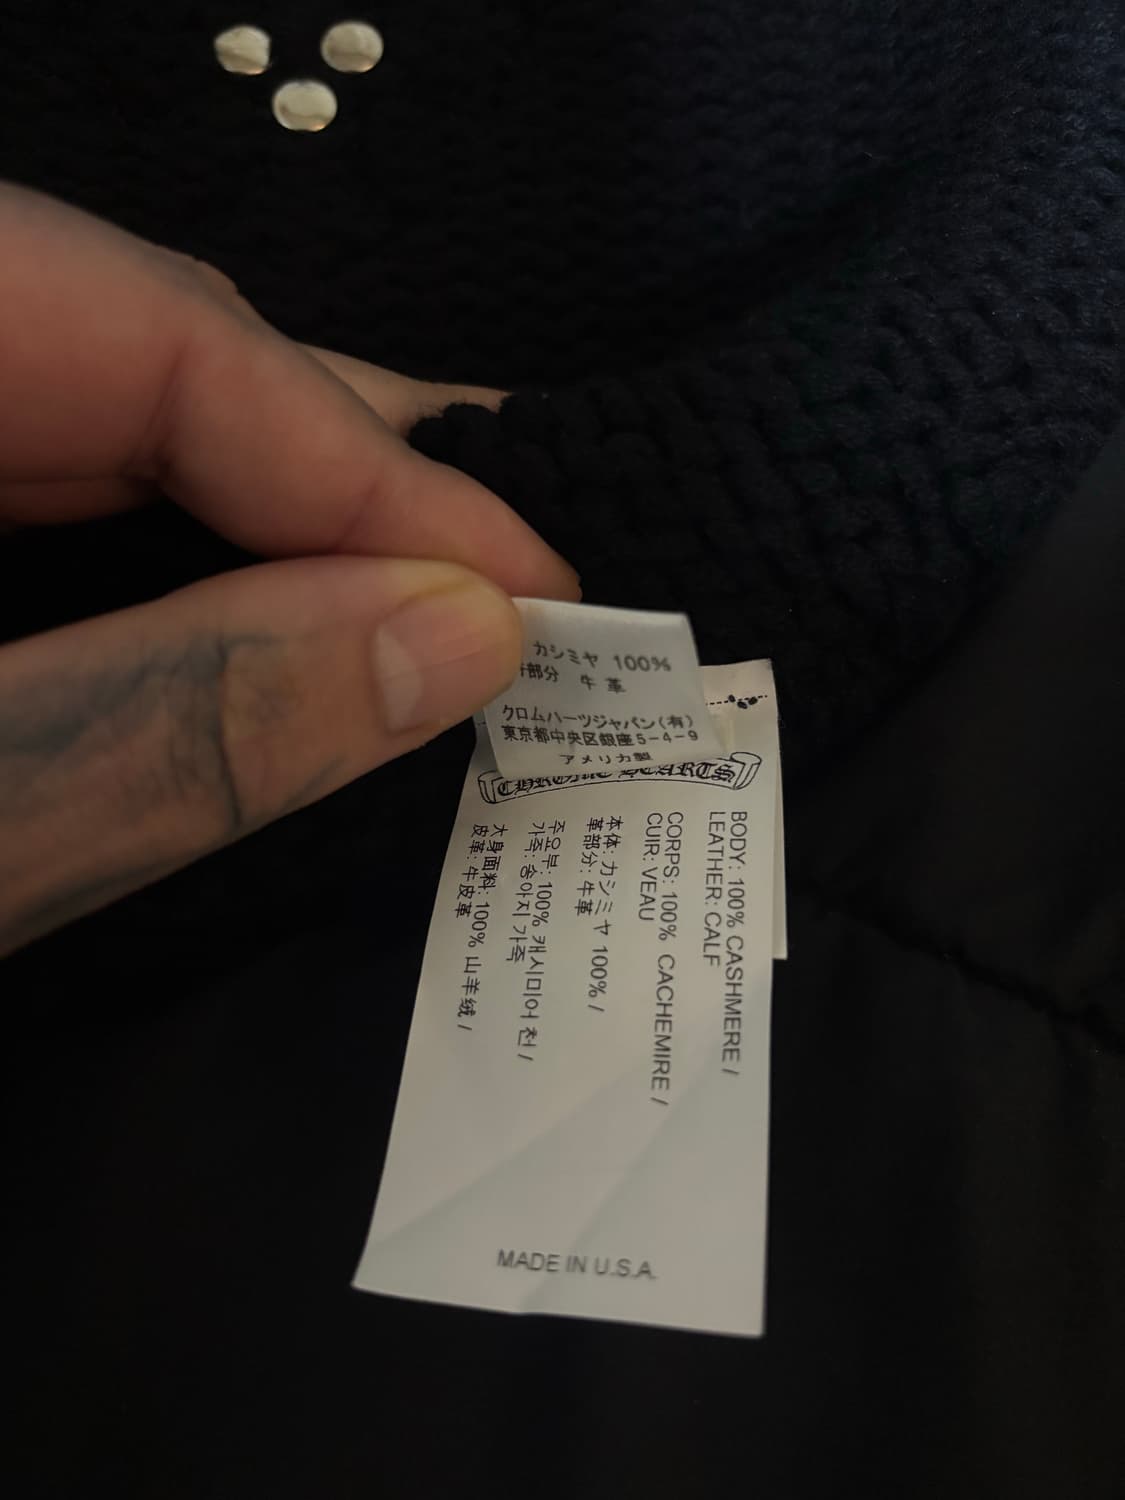 カシミヤ 100%
部分 牛革
クロムハーツジャパン(有)
東京都中央区銀座5-4-9
アメリカ製
CHROME HEARTS
BODY: 100% CASHMERE /
LEATHER: CALF
CORPS: 100% CACHEMIRE /
CUIR: VEAU
本体: カシミヤ 100% /
革部分: 牛革
주요부: 100% 캐시미어 천 /
가죽: 송아지 가죽
大身面料: 100% 山羊绒 /
皮革: 牛皮革
MADE IN U.S.A.